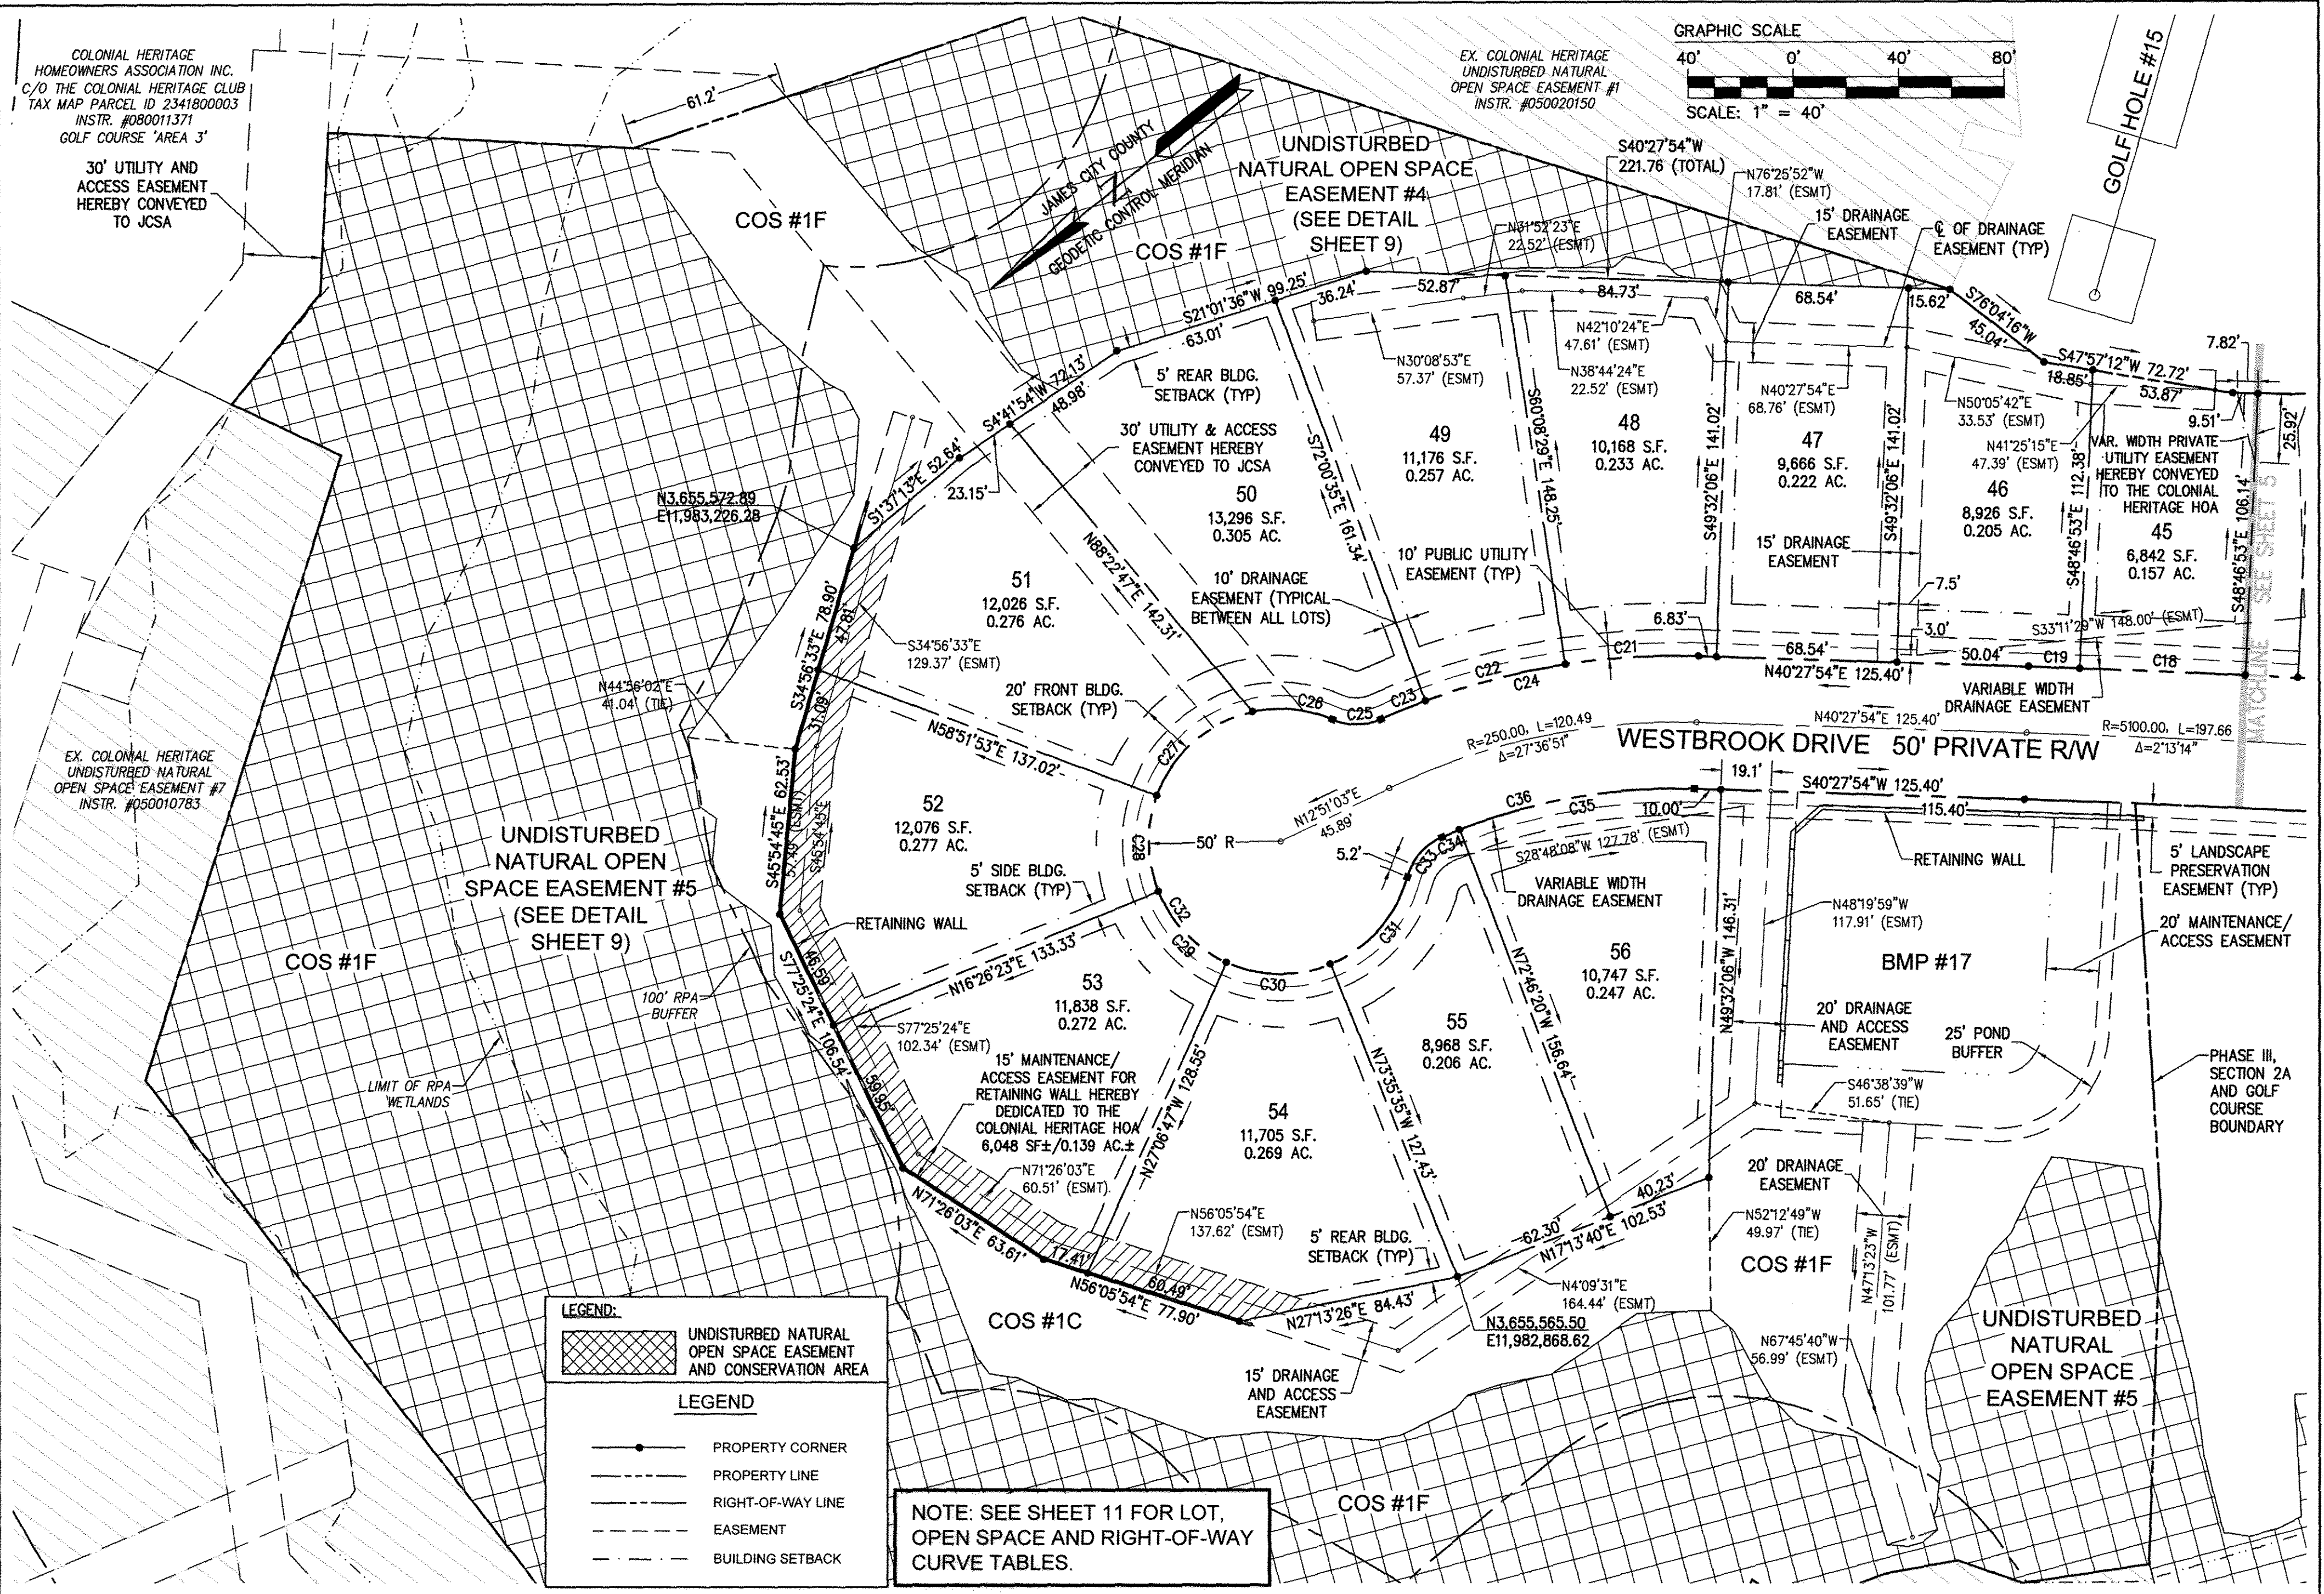 COLONIAL HERITAGE
HOMEOWNERS ASSOCIATION INC.
C/O THE COLONIAL HERITAGE CLUB
TAX MAP PARCEL ID 2341800003
INSTR. #080011371
GOLF COURSE 'AREA 3'
30' UTILITY AND
ACCESS EASEMENT
HEREBY CONVEYED
TO JCSA
61.2'
COS #1F
JAMES CITY COUNTY
GEODETIC CONTROL MERIDIAN
N
UNDISTURBED
NATURAL OPEN SPACE
EASEMENT #4
(SEE DETAIL
SHEET 9)
COS #1F
EX. COLONIAL HERITAGE
UNDISTURBED NATURAL
OPEN SPACE EASEMENT #1
INSTR. #050020150
GRAPHIC SCALE
40' 0' 40' 80'
SCALE: 1" = 40'
GOLF HOLE #15
S40°27'54"W
221.76 (TOTAL)
N76°25'52"W
17.81' (ESMT)
15' DRAINAGE
EASEMENT
℄ OF DRAINAGE
EASEMENT (TYP)
N31°52'23"E
22.52' (ESMT)
S21°01'36"W 99.25'
63.01'
36.24'
52.87'
84.73'
68.54'
15.62'
S76°04'16"W
45.04'
S47°57'12"W 72.72'
18.85'
53.87'
7.82'
9.51'
25.92'
N42°10'24"E
47.61' (ESMT)
N30°08'53"E
57.37' (ESMT)
N38°44'24"E
22.52' (ESMT)
N40°27'54"E
68.76' (ESMT)
N50°05'42"E
33.53' (ESMT)
N41°25'15"E
47.39' (ESMT)
VAR. WIDTH PRIVATE
UTILITY EASEMENT
HEREBY CONVEYED
TO THE COLONIAL
HERITAGE HOA
S4°41'54"W 72.13'
48.98'
23.15'
5' REAR BLDG.
SETBACK (TYP)
30' UTILITY & ACCESS
EASEMENT HEREBY
CONVEYED TO JCSA
S1°37'13"E 52.64'
N3,655,572.89
E11,983,226.28
50
13,296 S.F.
0.305 AC.
49
11,176 S.F.
0.257 AC.
48
10,168 S.F.
0.233 AC.
47
9,666 S.F.
0.222 AC.
46
8,926 S.F.
0.205 AC.
45
6,842 S.F.
0.157 AC.
S72°00'35"E 161.34'
S60°08'29"E 148.25'
S49°32'06"E 141.02'
S49°32'06"E 141.02'
S48°46'53"E 112.38'
S48°46'53"E 106.14'
MATCHLINE SEE SHEET 5
N88°22'47"E 142.31'
51
12,026 S.F.
0.276 AC.
10' DRAINAGE
EASEMENT (TYPICAL
BETWEEN ALL LOTS)
10' PUBLIC UTILITY
EASEMENT (TYP)
15' DRAINAGE
EASEMENT
7.5'
3.0'
6.83'
S34°56'33"E 78.90'
47.81'
31.09'
S34°56'33"E
129.37' (ESMT)
N44°56'02"E
41.04' (TIE)
20' FRONT BLDG.
SETBACK (TYP)
N58°51'53"E 137.02'
C27
C26
C25
C23
C22
C24
C21
68.54'
N40°27'54"E 125.40'
50.04'
C19
C18
S33°11'29"W 148.00' (ESMT)
VARIABLE WIDTH
DRAINAGE EASEMENT
R=250.00, L=120.49
Δ=27°36'51"
N40°27'54"E 125.40'
R=5100.00, L=197.66
Δ=2°13'14"
WESTBROOK DRIVE 50' PRIVATE R/W
EX. COLONIAL HERITAGE
UNDISTURBED NATURAL
OPEN SPACE EASEMENT #7
INSTR. #050010783
UNDISTURBED
NATURAL OPEN
SPACE EASEMENT #5
(SEE DETAIL
SHEET 9)
COS #1F
S45°54'45"E 62.53'
57.49' (ESMT)
S45°54'45"E
52
12,076 S.F.
0.277 AC.
5' SIDE BLDG.
SETBACK (TYP)
RETAINING WALL
C28
50' R
N12°51'03"E
45.89'
5.2'
C36
C35
10.00'
19.1'
S40°27'54"W 125.40'
115.40'
C33
C34
S28°48'08"W 127.78' (ESMT)
VARIABLE WIDTH
DRAINAGE EASEMENT
RETAINING WALL
5' LANDSCAPE
PRESERVATION
EASEMENT (TYP)
N48°19'59"W
117.91' (ESMT)
20' MAINTENANCE/
ACCESS EASEMENT
BMP #17
C32
C29
C30
C31
N16°26'23"E 133.33'
S77°25'24"E 106.54'
46.59'
59.95'
100' RPA
BUFFER
LIMIT OF RPA
WETLANDS
S77°25'24"E
102.34' (ESMT)
53
11,838 S.F.
0.272 AC.
15' MAINTENANCE/
ACCESS EASEMENT FOR
RETAINING WALL HEREBY
DEDICATED TO THE
COLONIAL HERITAGE HOA
6,048 SF±/0.139 AC.±
N27°06'47"W 128.55'
54
11,705 S.F.
0.269 AC.
N73°35'35"W 127.43'
55
8,968 S.F.
0.206 AC.
N72°46'20"W 156.64'
56
10,747 S.F.
0.247 AC.
N49°32'06"W 146.31'
20' DRAINAGE
AND ACCESS
EASEMENT
25' POND
BUFFER
S46°38'39"W
51.65' (TIE)
PHASE III,
SECTION 2A
AND GOLF
COURSE
BOUNDARY
N71°26'03"E
60.51' (ESMT)
N71°26'03"E 63.61'
17.41'
N56°05'54"E 77.90'
60.49'
N56°05'54"E
137.62' (ESMT)
5' REAR BLDG.
SETBACK (TYP)
N27°13'26"E 84.43'
62.30'
40.23'
N17°13'40"E 102.53'
N4°09'31"E
164.44' (ESMT)
N3,655,565.50
E11,982,868.62
15' DRAINAGE
AND ACCESS
EASEMENT
20' DRAINAGE
EASEMENT
N52°12'49"W
49.97' (TIE)
COS #1F
N47°13'23"W
101.77' (ESMT)
N67°45'40"W
56.99' (ESMT)
UNDISTURBED
NATURAL
OPEN SPACE
EASEMENT #5
COS #1C
COS #1F
LEGEND:
UNDISTURBED NATURAL
OPEN SPACE EASEMENT
AND CONSERVATION AREA
LEGEND
PROPERTY CORNER
PROPERTY LINE
RIGHT-OF-WAY LINE
EASEMENT
BUILDING SETBACK
NOTE: SEE SHEET 11 FOR LOT,
OPEN SPACE AND RIGHT-OF-WAY
CURVE TABLES.